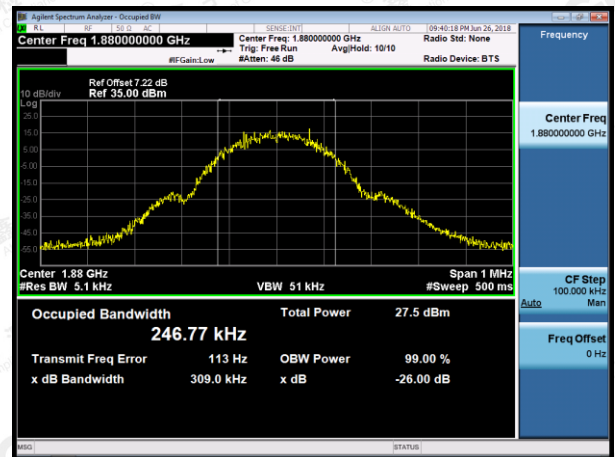 Agilent Spectrum Analyzer - Occupied BW
RL RF 50 Ω AC SENSE:INT ALIGN AUTO 09:40:18 PM Jun 26, 2018
Center Freq 1.880000000 GHz
Center Freq: 1.880000000 GHz
Radio Std: None
Trig: Free Run Avg|Hold: 10/10
#IFGain:Low #Atten: 46 dB Radio Device: BTS
Ref Offset 7.22 dB
10 dB/div Ref 35.00 dBm
Log
25.0
15.0
5.00
-5.00
-15.0
-25.0
-35.0
-45.0
-55.0
Center 1.88 GHz Span 1 MHz
#Res BW 5.1 kHz VBW 51 kHz #Sweep 500 ms
Occupied Bandwidth Total Power 27.5 dBm
246.77 kHz
Transmit Freq Error 113 Hz OBW Power 99.00 %
x dB Bandwidth 309.0 kHz x dB -26.00 dB
MSG STATUS
Frequency
Center Freq
1.880000000 GHz
CF Step
100.000 kHz
Auto Man
Freq Offset
0 Hz